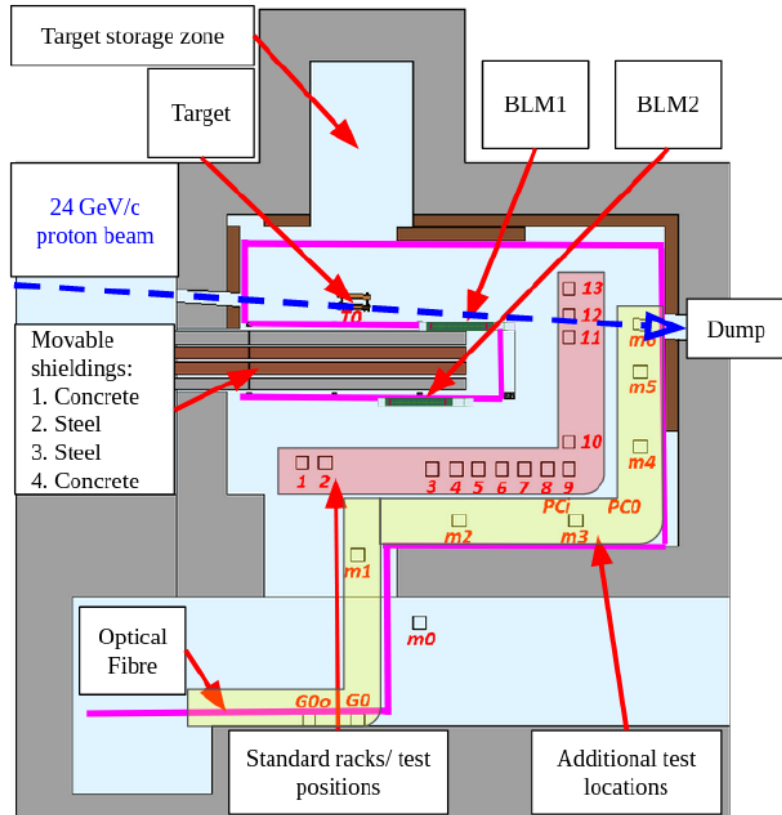 Target storage zone
Target
BLM1
BLM2
24 GeV/c
proton beam
T0
13
12
11
m6
Dump
Movable
shieldings:
1. Concrete
2. Steel
3. Steel
4. Concrete
m5
10
m4
1 2 3 4 5 6 7 8 9
PCi PC0
m2 m3
m1
m0
Optical
Fibre
G0o G0
Standard racks/ test
positions
Additional test
locations